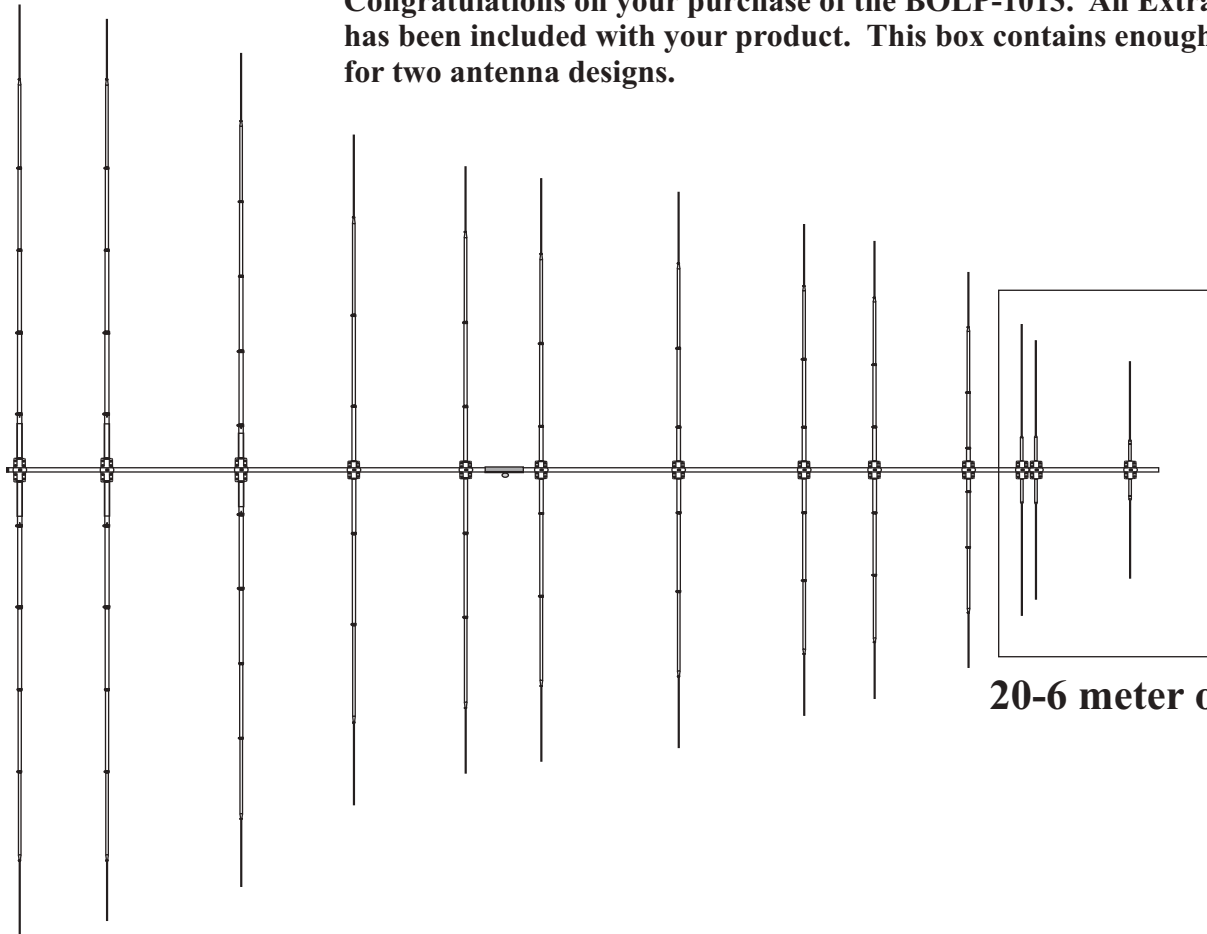 Congratulations on your purchase of the BOLP-1013. An Extra
has been included with your product. This box contains enough
for two antenna designs.
20-6 meter